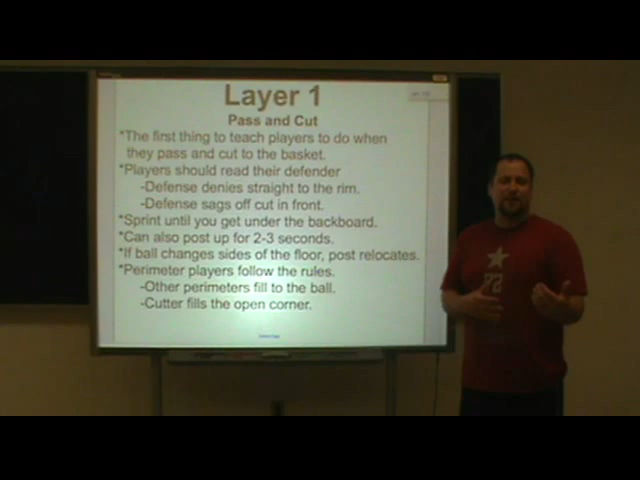 Layer 1
Pass and Cut
*The first thing to teach players to do when
they pass and cut to the basket.
*Players should read their defender
-Defense denies straight to the rim.
-Defense sags off cut in front.
*Sprint until you get under the backboard.
*Can also post up for 2-3 seconds.
*If ball changes sides of the floor, post relocates.
*Perimeter players follow the rules.
-Other perimeters fill to the ball.
-Cutter fills the open corner.